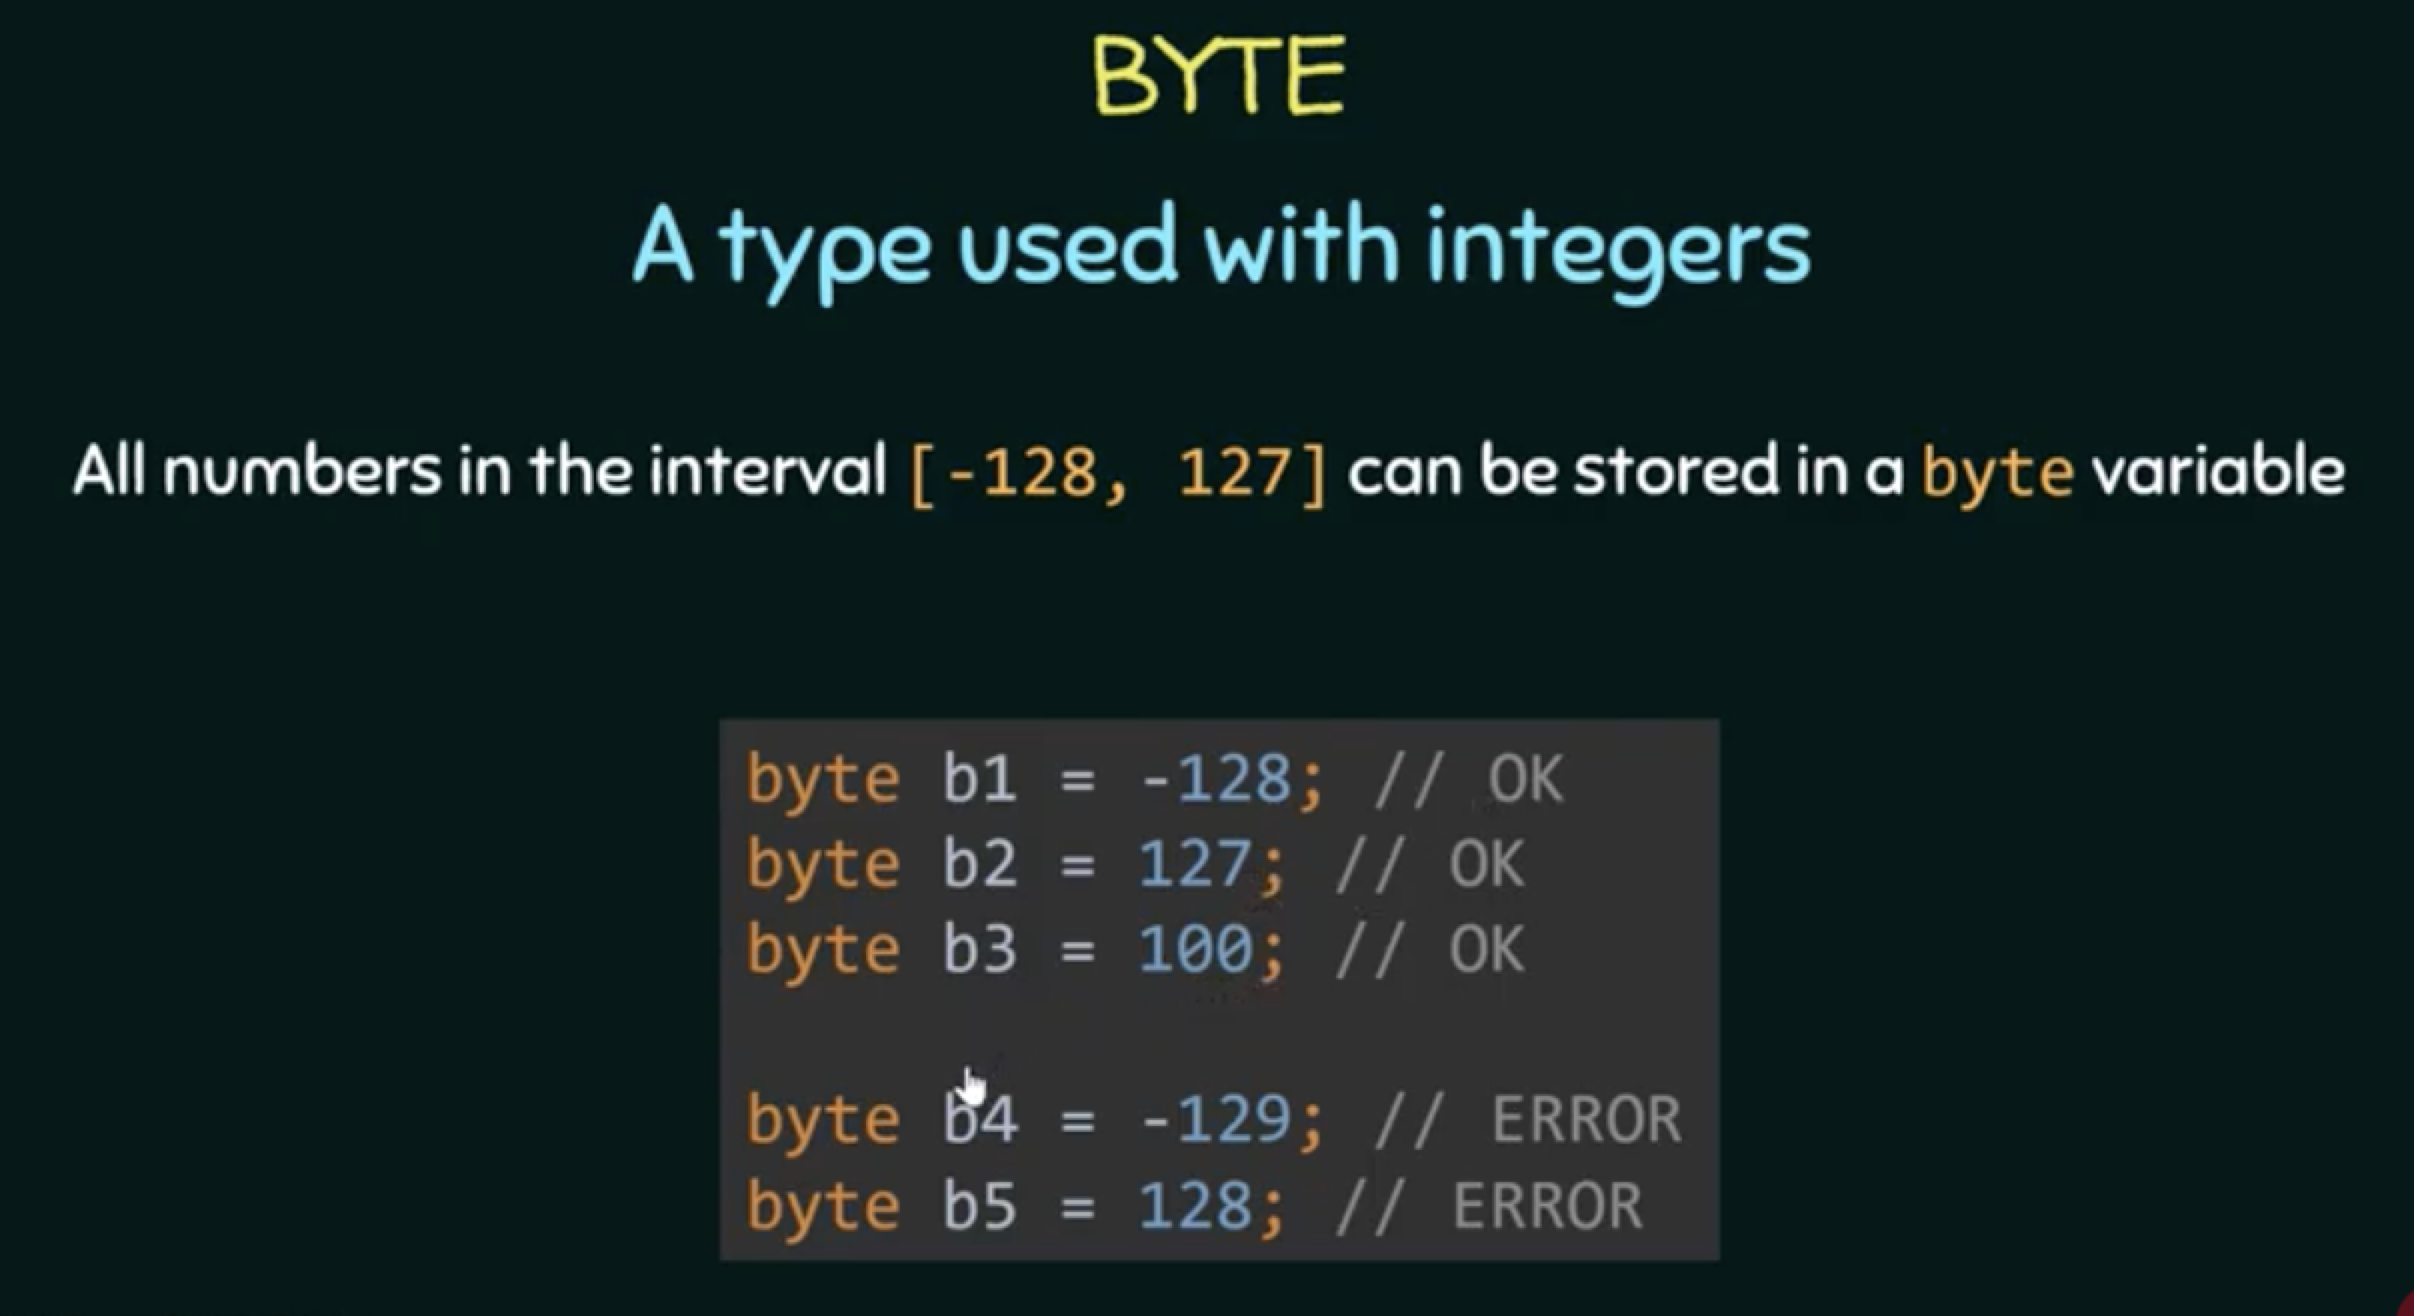 BYTE
A type used with integers
All numbers in the interval [-128, 127] can be stored in a byte variable
byte b1 = -128; // OK
byte b2 = 127; // OK
byte b3 = 100; // OK
byte b4 = -129; // ERROR
byte b5 = 128; // ERROR